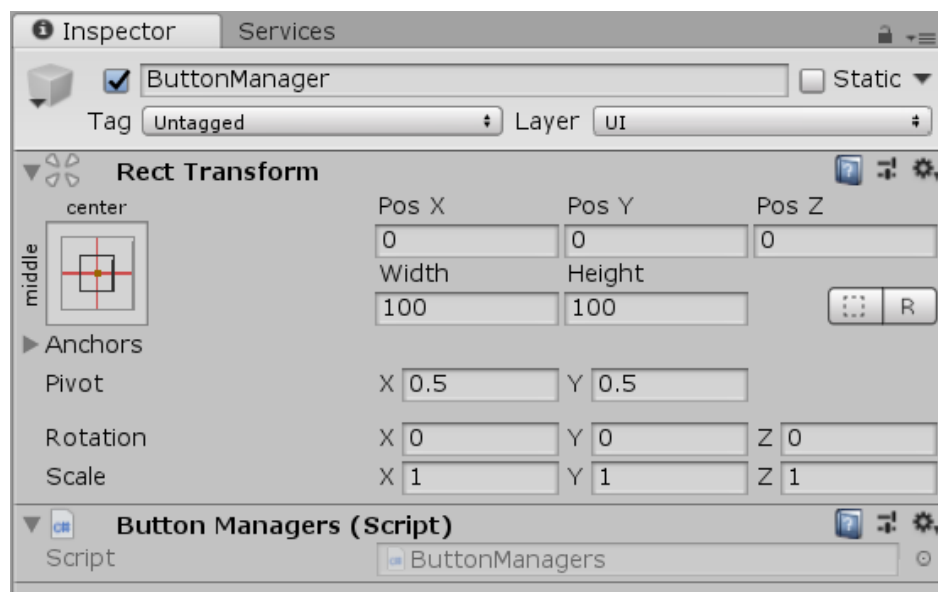 Inspector Services
ButtonManager Static
Tag Untagged Layer UI
Rect Transform
center Pos X Pos Y Pos Z
middle 0 0 0
Width Height
100 100 R
Anchors
Pivot X 0.5 Y 0.5
Rotation X 0 Y 0 Z 0
Scale X 1 Y 1 Z 1
C# Button Managers (Script)
Script ButtonManagers